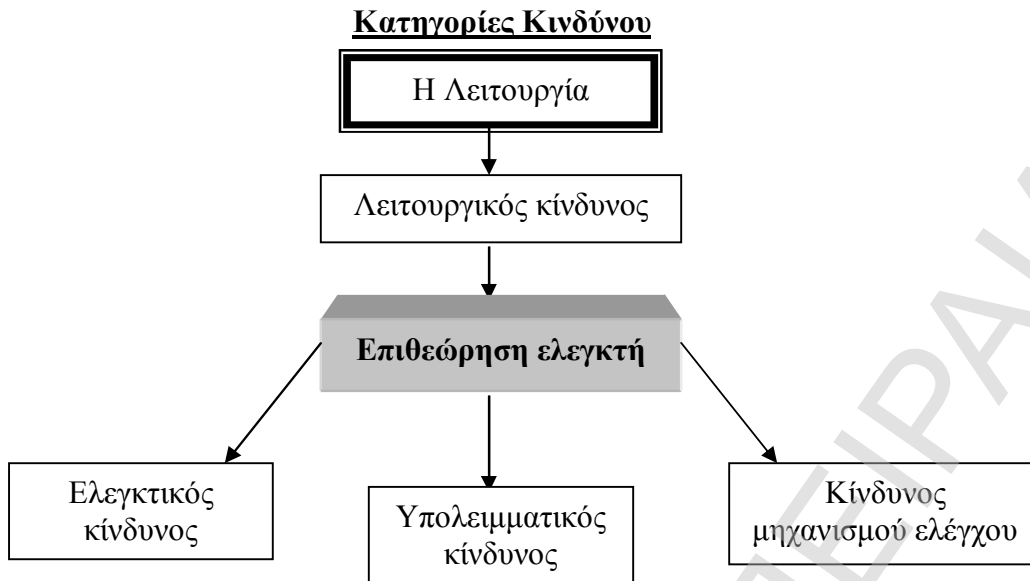 Κατηγορίες Κινδύνου
Η Λειτουργία
Λειτουργικός κίνδυνος
Επιθεώρηση ελεγκτή
Ελεγκτικός
κίνδυνος
Υπολειμματικός
κίνδυνος
Κίνδυνος
μηχανισμού ελέγχου